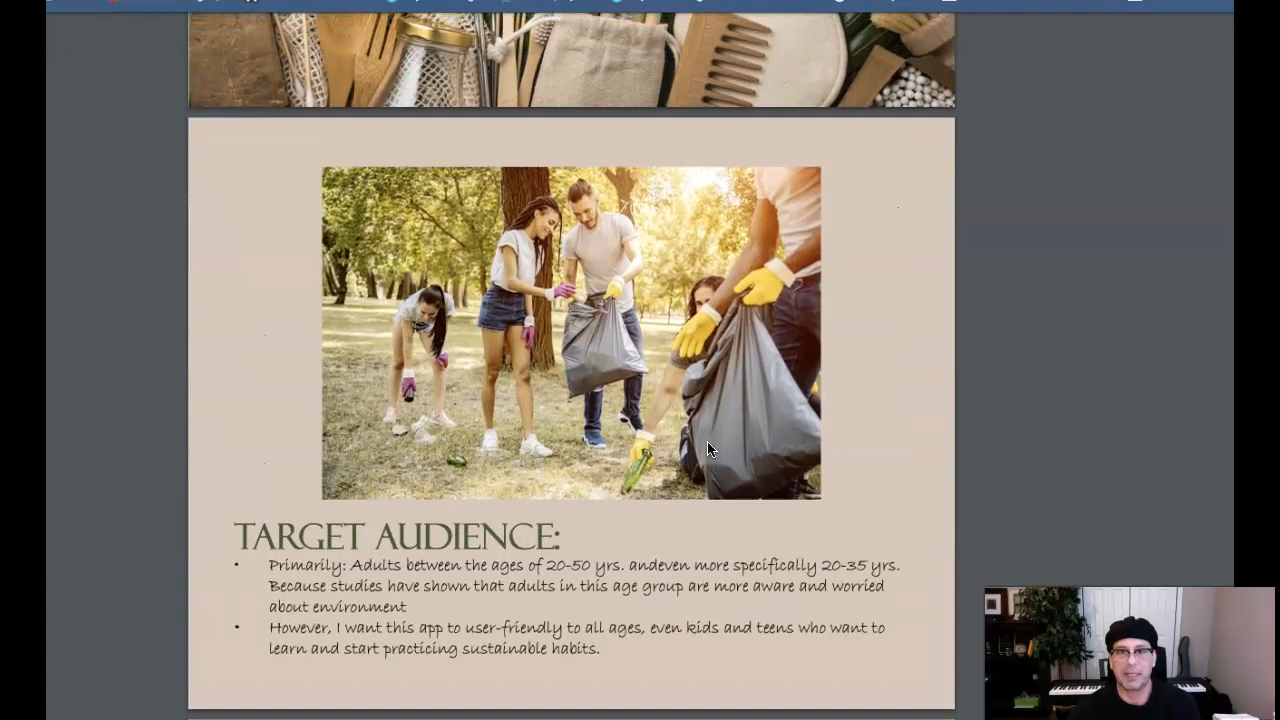 TARGET AUDIENCE:
• Primarily: Adults between the ages of 20-50 yrs. andeven more specifically 20-35 yrs.
Because studies have shown that adults in this age group are more aware and worried
about environment
• However, I want this app to user-friendly to all ages, even kids and teens who want to
learn and start practicing sustainable habits.